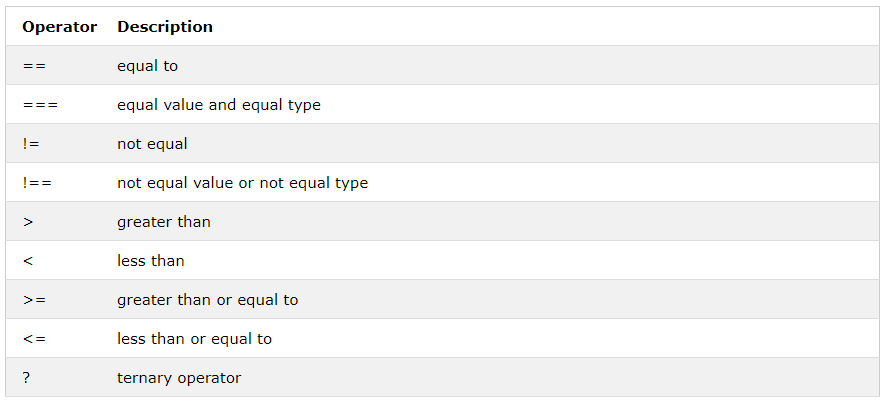 Operator Description
== equal to
=== equal value and equal type
!= not equal
!== not equal value or not equal type
> greater than
< less than
>= greater than or equal to
<= less than or equal to
? ternary operator